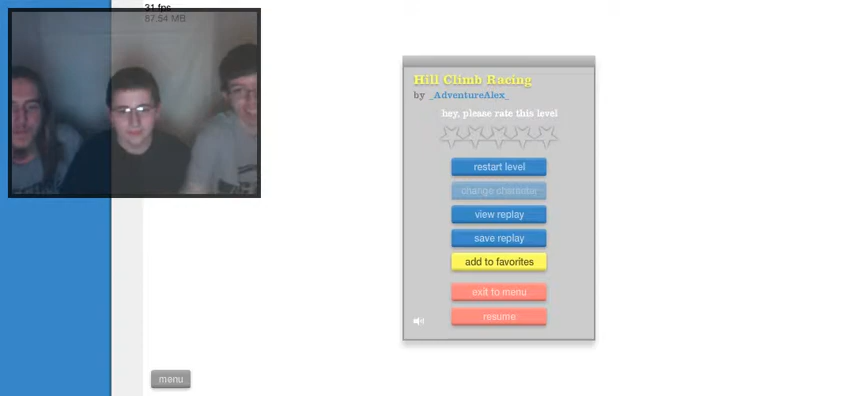 31 fps
87.54 MB
Hill Climb Racing
by _AdventureAlex_
hey, please rate this level
restart level
change character
view replay
save replay
add to favorites
exit to menu
resume
menu